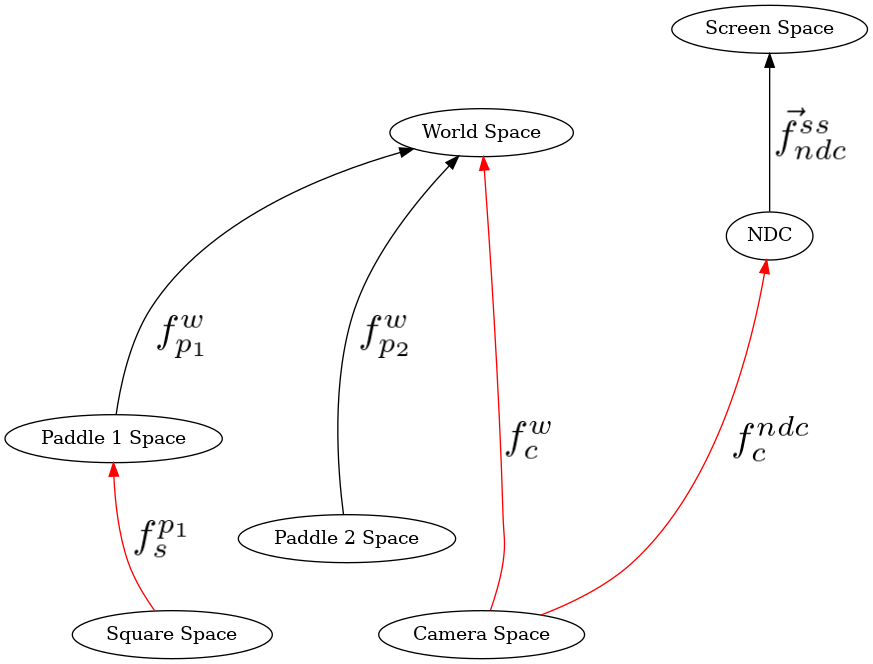 Screen Space
World Space
$\vec{f}_{ndc}^{ss}$
NDC
$f_{p_1}^{w}$
$f_{p_2}^{w}$
Paddle 1 Space
$f_{c}^{w}$
$f_{c}^{ndc}$
$f_{s}^{p_1}$
Paddle 2 Space
Square Space
Camera Space